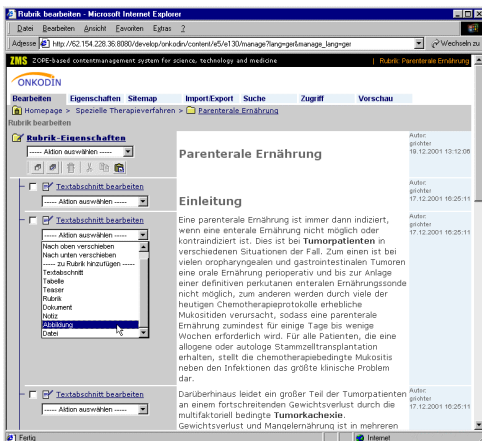 Rubrik bearbeiten - Microsoft Internet Explorer
Datei Bearbeiten Ansicht Favoriten Extras ?
Adresse http://62.154.228.36:8080/develop/onkodin/content/e5/e130/manage?lang=ger&manage_lang=ger Wechseln zu
ZMS ZOPE-based contentmanagement system for science, technology and medicine | Rubrik: Parenterale Ernährung
ONKODIN
Bearbeiten Eigenschaften Sitemap Import/Export Suche Zugriff Vorschau
Homepage > Spezielle Therapieverfahren > Parenterale Ernährung
Rubrik bearbeiten
Rubrik-Eigenschaften
----- Aktion auswählen -----
Parenterale Ernährung
Autor:
grichter
19.12.2001 13:12:06
Textabschnitt bearbeiten
----- Aktion auswählen -----
Einleitung
Autor:
grichter
17.12.2001 16:25:11
Textabschnitt bearbeiten
----- Aktion auswählen -----
Nach oben verschieben
Nach unten verschieben
----- zu Rubrik hinzufügen -----
Textabschnitt
Tabelle
Teaser
Rubrik
Dokument
Notiz
Abbildung
Datei
Eine parenterale Ernährung ist immer dann indiziert,
wenn eine enterale Ernährung nicht möglich oder
kontraindiziert ist. Dies ist bei Tumorpatienten in
verschiedenen Situationen der Fall. Zum einen ist bei
vielen oropharyngealen und gastrointestinalen Tumoren
eine orale Ernährung perioperativ und bis zur Anlage
einer definitiven perkutanen enteralen Ernährungssonde
nicht möglich, zum anderen werden durch viele der
heutigen Chemotherapieprotokolle erhebliche
Mukositiden verursacht, sodass eine parenterale
Ernährung zumindest für einige Tage bis wenige
Wochen erforderlich wird. Für alle Patienten, die eine
allogene oder autologe Stammzelltransplantation
erhalten, stellt die chemotherapiebedingte Mukositis
neben den Infektionen das größte klinische Problem
dar.
Autor:
grichter
17.12.2001 16:25:11
Textabschnitt bearbeiten
----- Aktion auswählen -----
Darüberhinaus leidet ein großer Teil der Tumorpatienten
an einem fortschreitenden Gewichtsverlust durch die
multifaktoriell bedingte Tumorkachexie.
Gewichtsverlust und Mangelernährung ist in mehreren
Autor:
grichter
17.12.2001 16:25:11
Fertig Internet